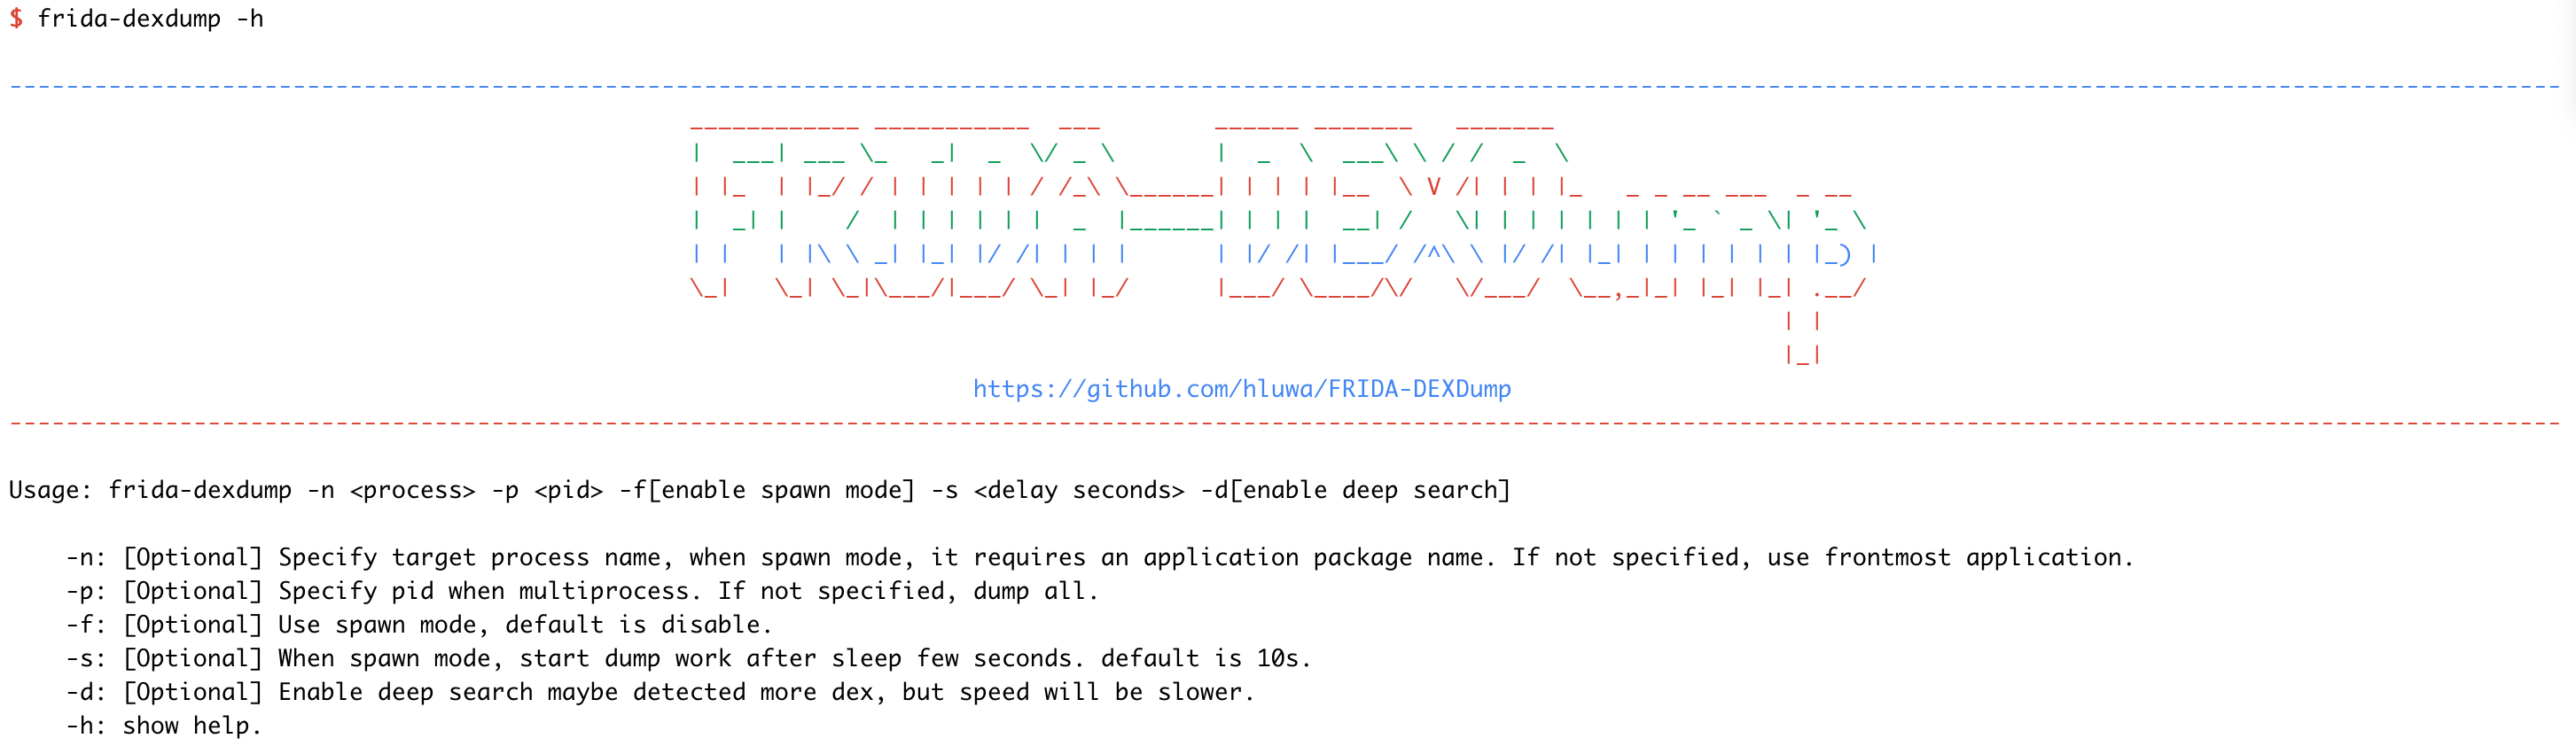 $ frida-dexdump -h
FRIDA-DEXDump
https://github.com/hluwa/FRIDA-DEXDump
Usage: frida-dexdump -n <process> -p <pid> -f[enable spawn mode] -s <delay seconds> -d[enable deep search]
-n: [Optional] Specify target process name, when spawn mode, it requires an application package name. If not specified, use frontmost application.
-p: [Optional] Specify pid when multiprocess. If not specified, dump all.
-f: [Optional] Use spawn mode, default is disable.
-s: [Optional] When spawn mode, start dump work after sleep few seconds. default is 10s.
-d: [Optional] Enable deep search maybe detected more dex, but speed will be slower.
-h: show help.